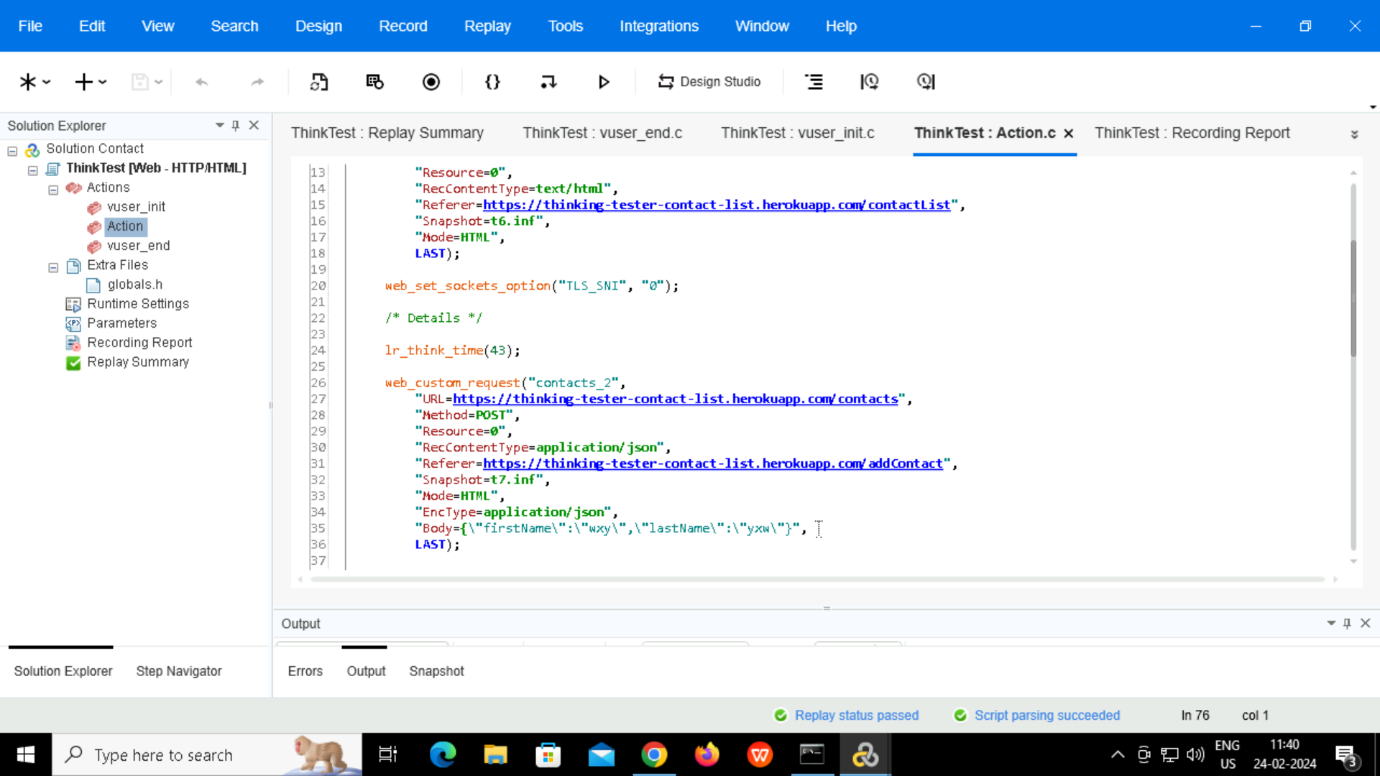 File Edit View Search Design Record Replay Tools Integrations Window Help
Design Studio
Solution Explorer
Solution Contact
ThinkTest [Web - HTTP/HTML]
Actions
vuser_init
Action
vuser_end
Extra Files
globals.h
Runtime Settings
Parameters
Recording Report
Replay Summary
Solution Explorer Step Navigator
ThinkTest : Replay Summary ThinkTest : vuser_end.c ThinkTest : vuser_init.c ThinkTest : Action.c ThinkTest : Recording Report
13 "Resource=0",
14 "RecContentType=text/html",
15 "Referer=https://thinking-tester-contact-list.herokuapp.com/contactList",
16 "Snapshot=t6.inf",
17 "Mode=HTML",
18 LAST);
19
20 web_set_sockets_option("TLS_SNI", "0");
21
22 /* Details */
23
24 lr_think_time(43);
25
26 web_custom_request("contacts_2",
27 "URL=https://thinking-tester-contact-list.herokuapp.com/contacts",
28 "Method=POST",
29 "Resource=0",
30 "RecContentType=application/json",
31 "Referer=https://thinking-tester-contact-list.herokuapp.com/addContact",
32 "Snapshot=t7.inf",
33 "Mode=HTML",
34 "EncType=application/json",
35 "Body={\"firstName\":\"wxy\",\"lastName\":\"yxw\"}",
36 LAST);
37
Output
Errors Output Snapshot
Replay status passed Script parsing succeeded ln 76 col 1
Type here to search
ENG
US
11:40
24-02-2024
3